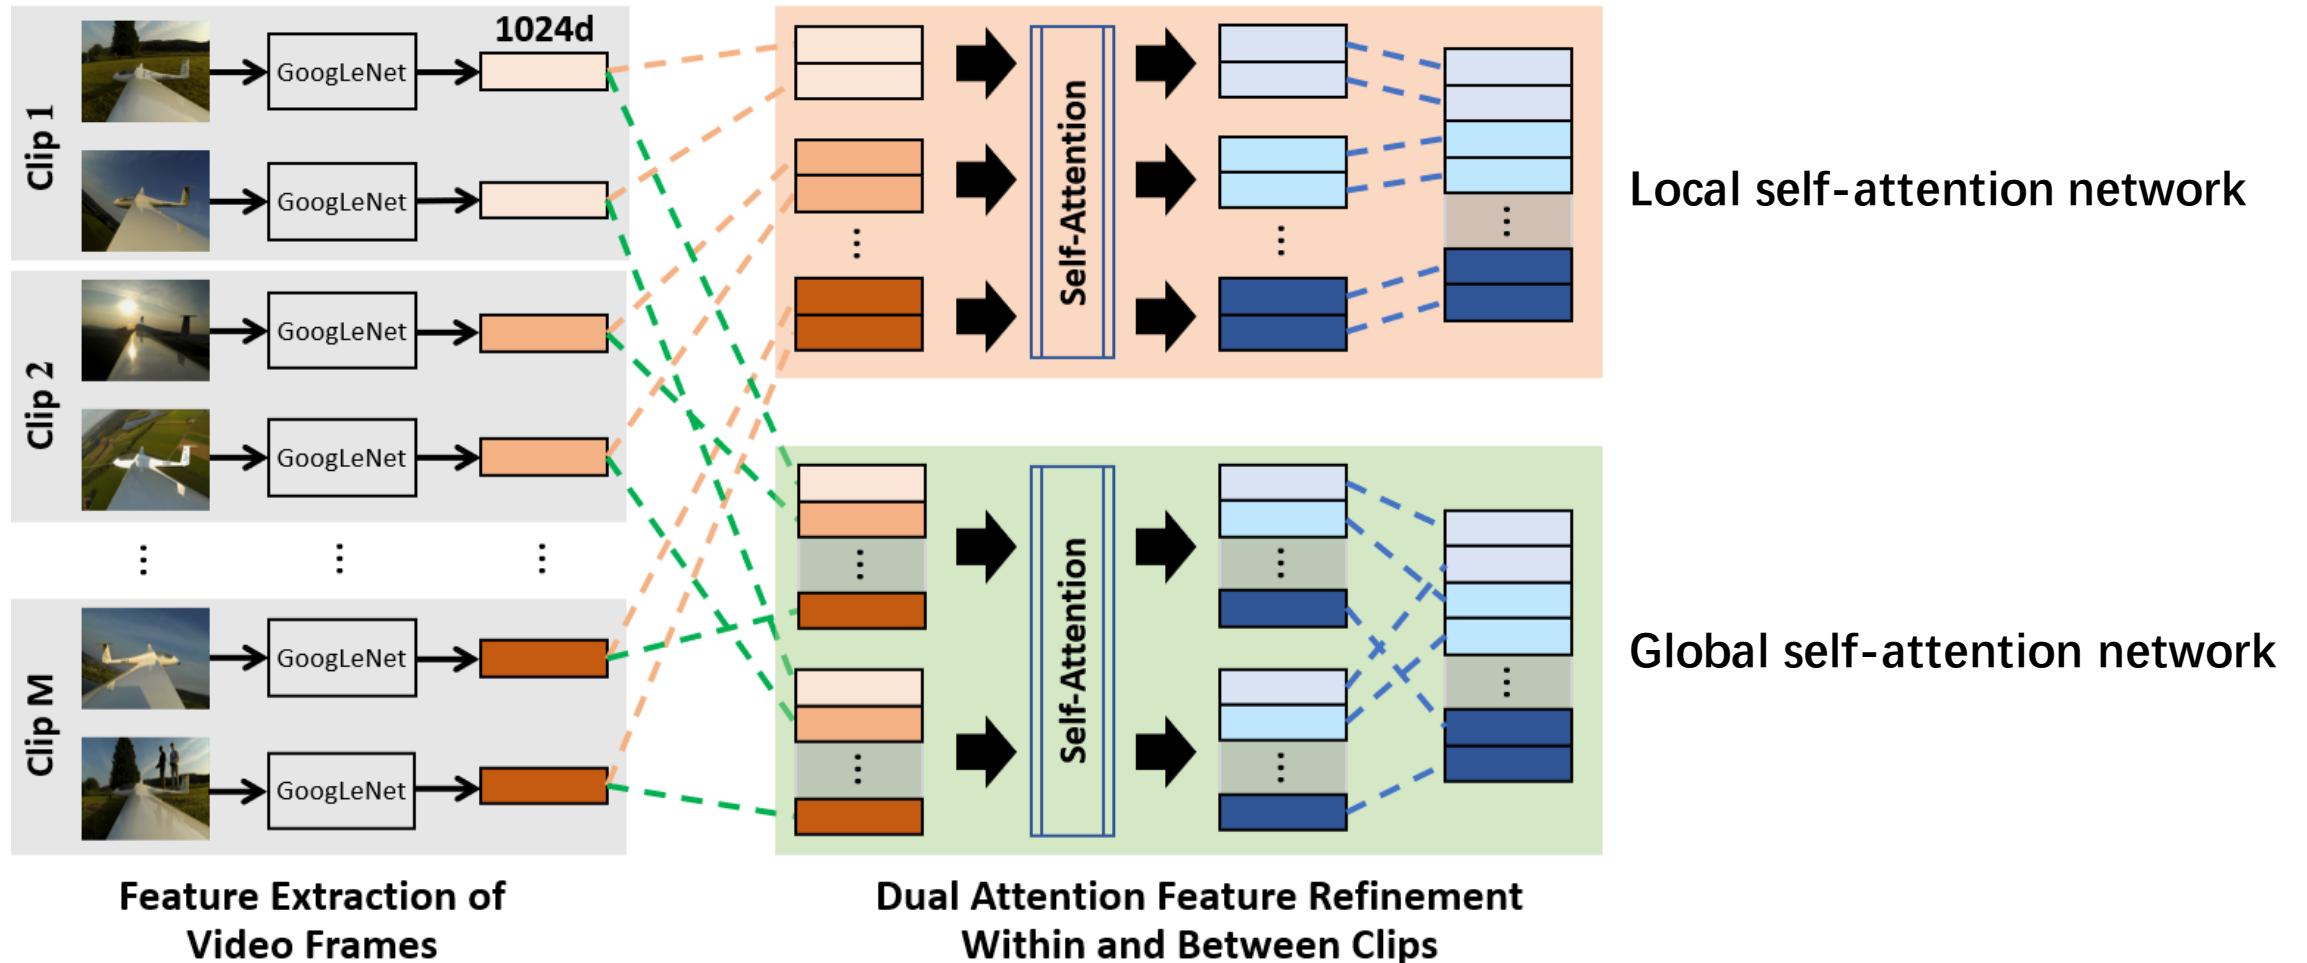 1024d
Clip 1
GoogLeNet
GoogLeNet
Clip 2
GoogLeNet
GoogLeNet
...
...
...
Clip M
GoogLeNet
GoogLeNet
Feature Extraction of
Video Frames
Self-Attention
...
...
...
Local self-attention network
Self-Attention
...
...
...
...
...
Global self-attention network
Dual Attention Feature Refinement
Within and Between Clips